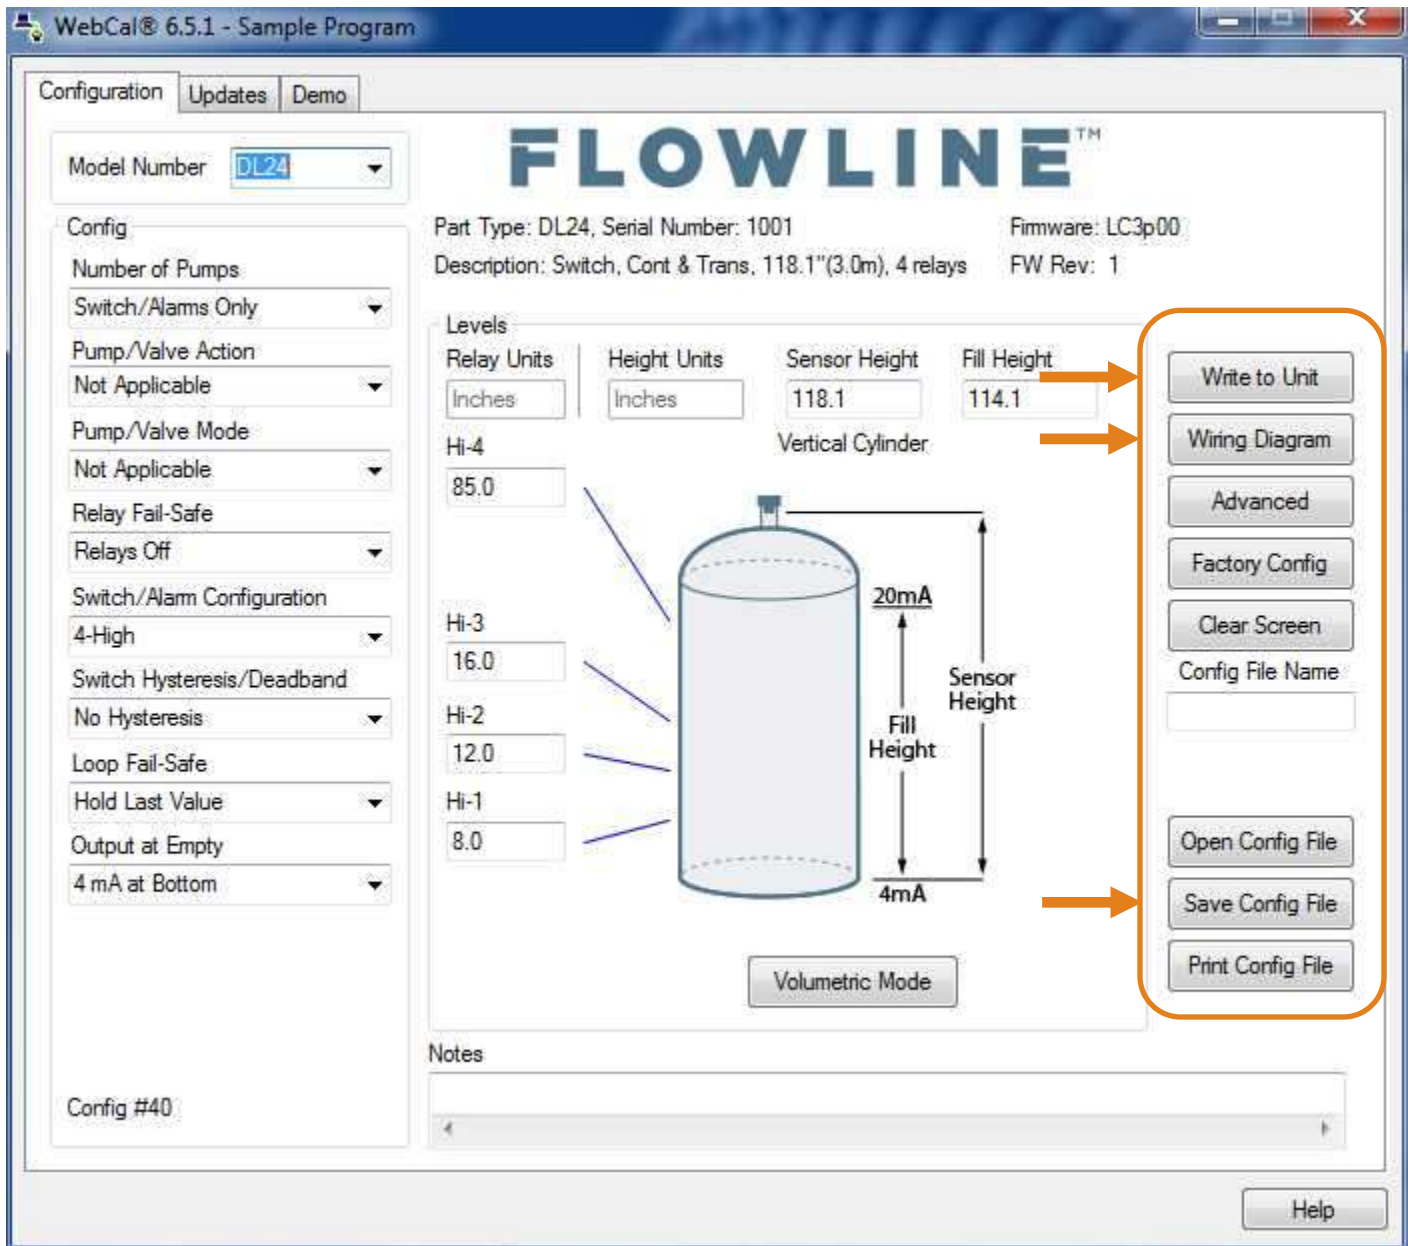 WebCal® 6.5.1 - Sample Program
Configuration Updates Demo
Model Number DL24
FLOWLINE™
Part Type: DL24, Serial Number: 1001 Firmware: LC3p00
Description: Switch, Cont & Trans, 118.1"(3.0m), 4 relays FW Rev: 1
Config
Number of Pumps
Switch/Alarms Only
Pump/Valve Action
Not Applicable
Pump/Valve Mode
Not Applicable
Relay Fail-Safe
Relays Off
Switch/Alarm Configuration
4-High
Switch Hysteresis/Deadband
No Hysteresis
Loop Fail-Safe
Hold Last Value
Output at Empty
4 mA at Bottom
Config #40
Levels
Relay Units Height Units Sensor Height Fill Height
Inches Inches 118.1 114.1
Vertical Cylinder
Hi-4
85.0
Hi-3
16.0
Hi-2
12.0
Hi-1
8.0
20mA
Fill
Height
Sensor
Height
4mA
Volumetric Mode
Write to Unit
Wiring Diagram
Advanced
Factory Config
Clear Screen
Config File Name
Open Config File
Save Config File
Print Config File
Notes
Help